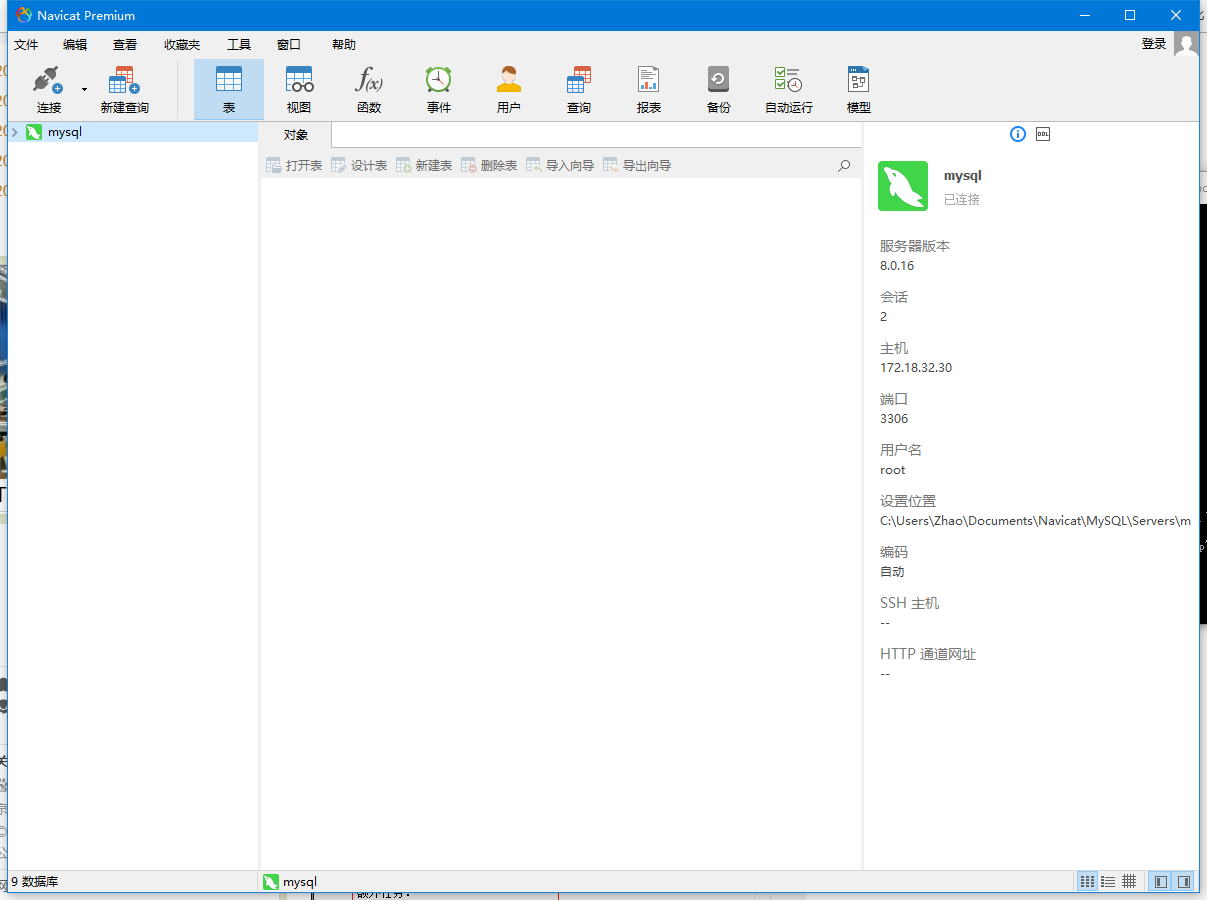 Navicat Premium
文件 编辑 查看 收藏夹 工具 窗口 帮助 登录
连接 新建查询 表 视图 函数 事件 用户 查询 报表 备份 自动运行 模型
f(x)
mysql
对象
DDL
打开表 设计表 新建表 删除表 导入向导 导出向导
mysql
已连接
服务器版本
8.0.16
会话
2
主机
172.18.32.30
端口
3306
用户名
root
设置位置
C:\Users\Zhao\Documents\Navicat\MySQL\Servers\m
编码
自动
SSH 主机
--
HTTP 通道网址
--
9 数据库
mysql